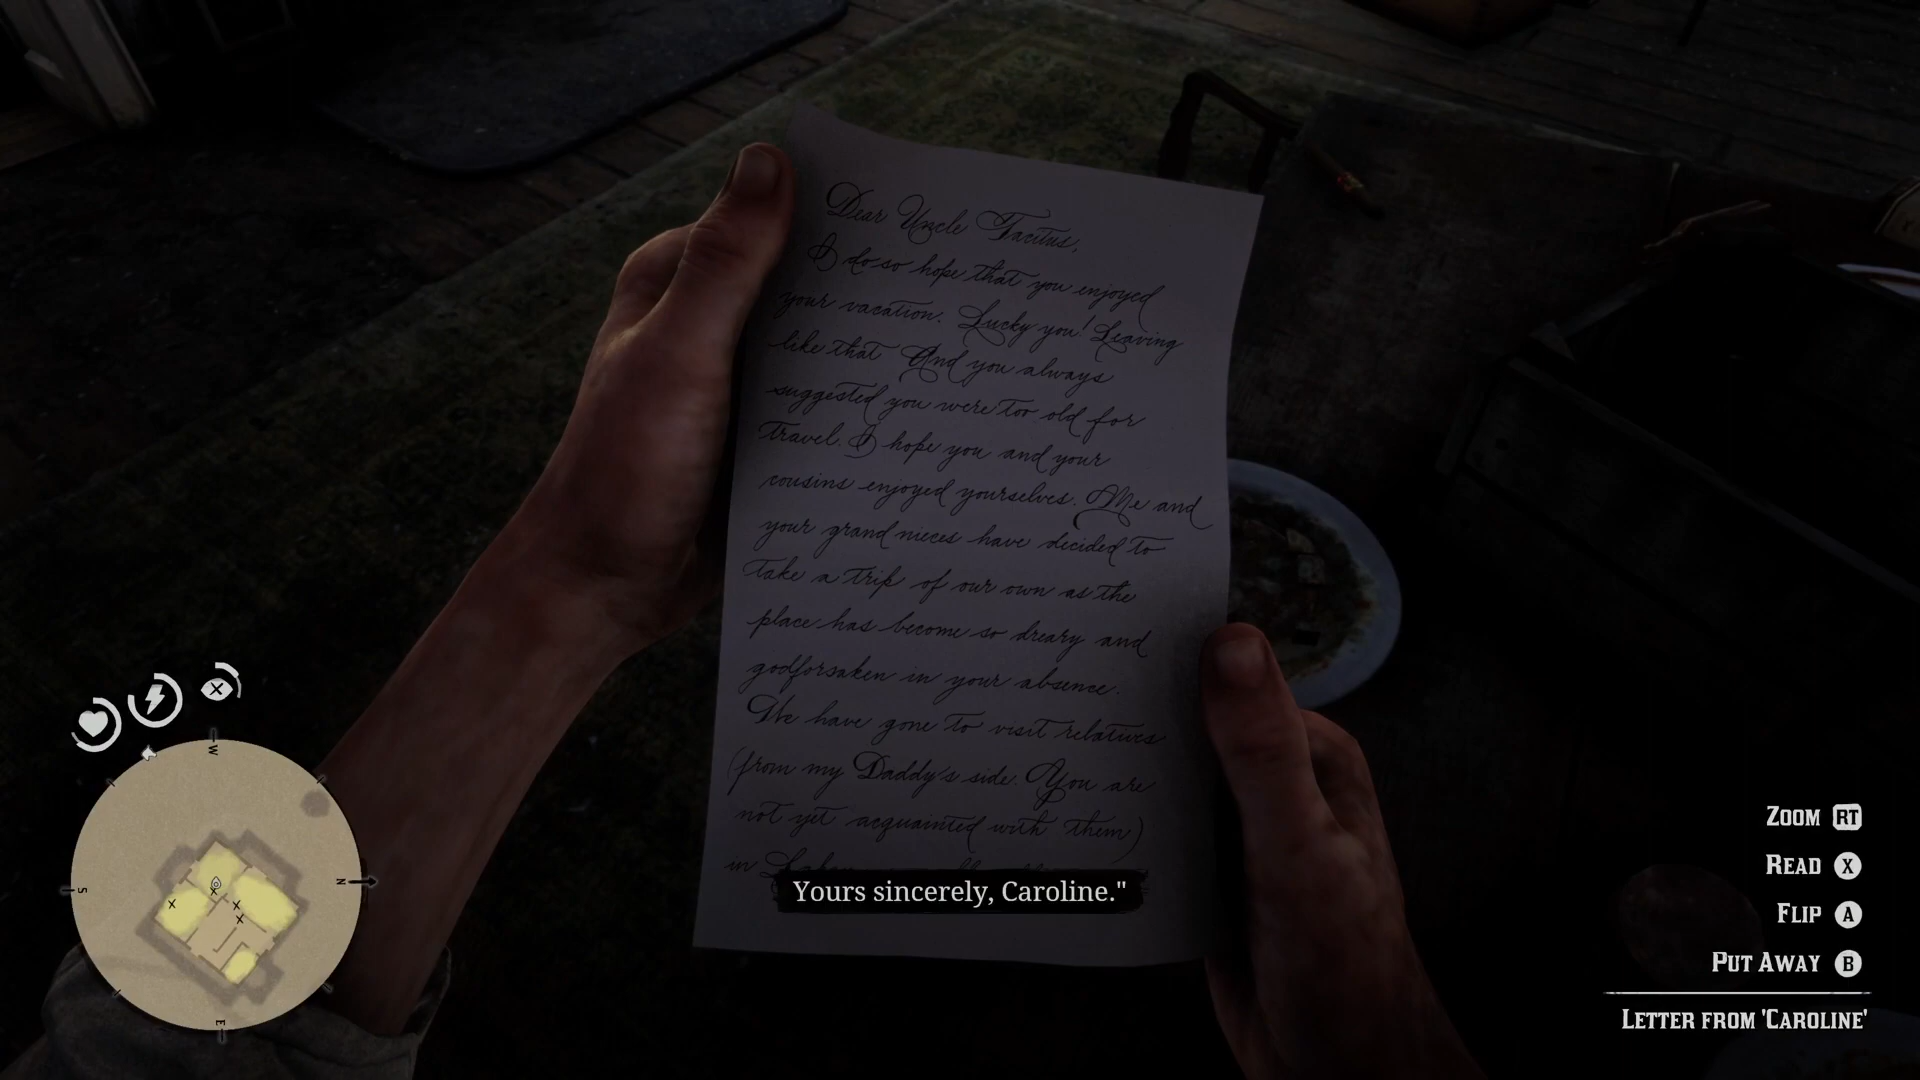 Dear Uncle Tacitus,
I do so hope that you enjoyed
your vacation. Lucky you! Leaving
like that And you always
suggested you were too old for
travel. I hope you and your
cousins enjoyed yourselves. Me and
your grand nieces have decided to
take a trip of our own as the
place has become so dreary and
godforsaken in your absence.
We have gone to visit relatives
(from my Daddy's side. You are
not yet acquainted with them)
in
Yours sincerely, Caroline."
W
S
N
E
ZOOM RT
READ X
FLIP A
PUT AWAY B
LETTER FROM 'CAROLINE'